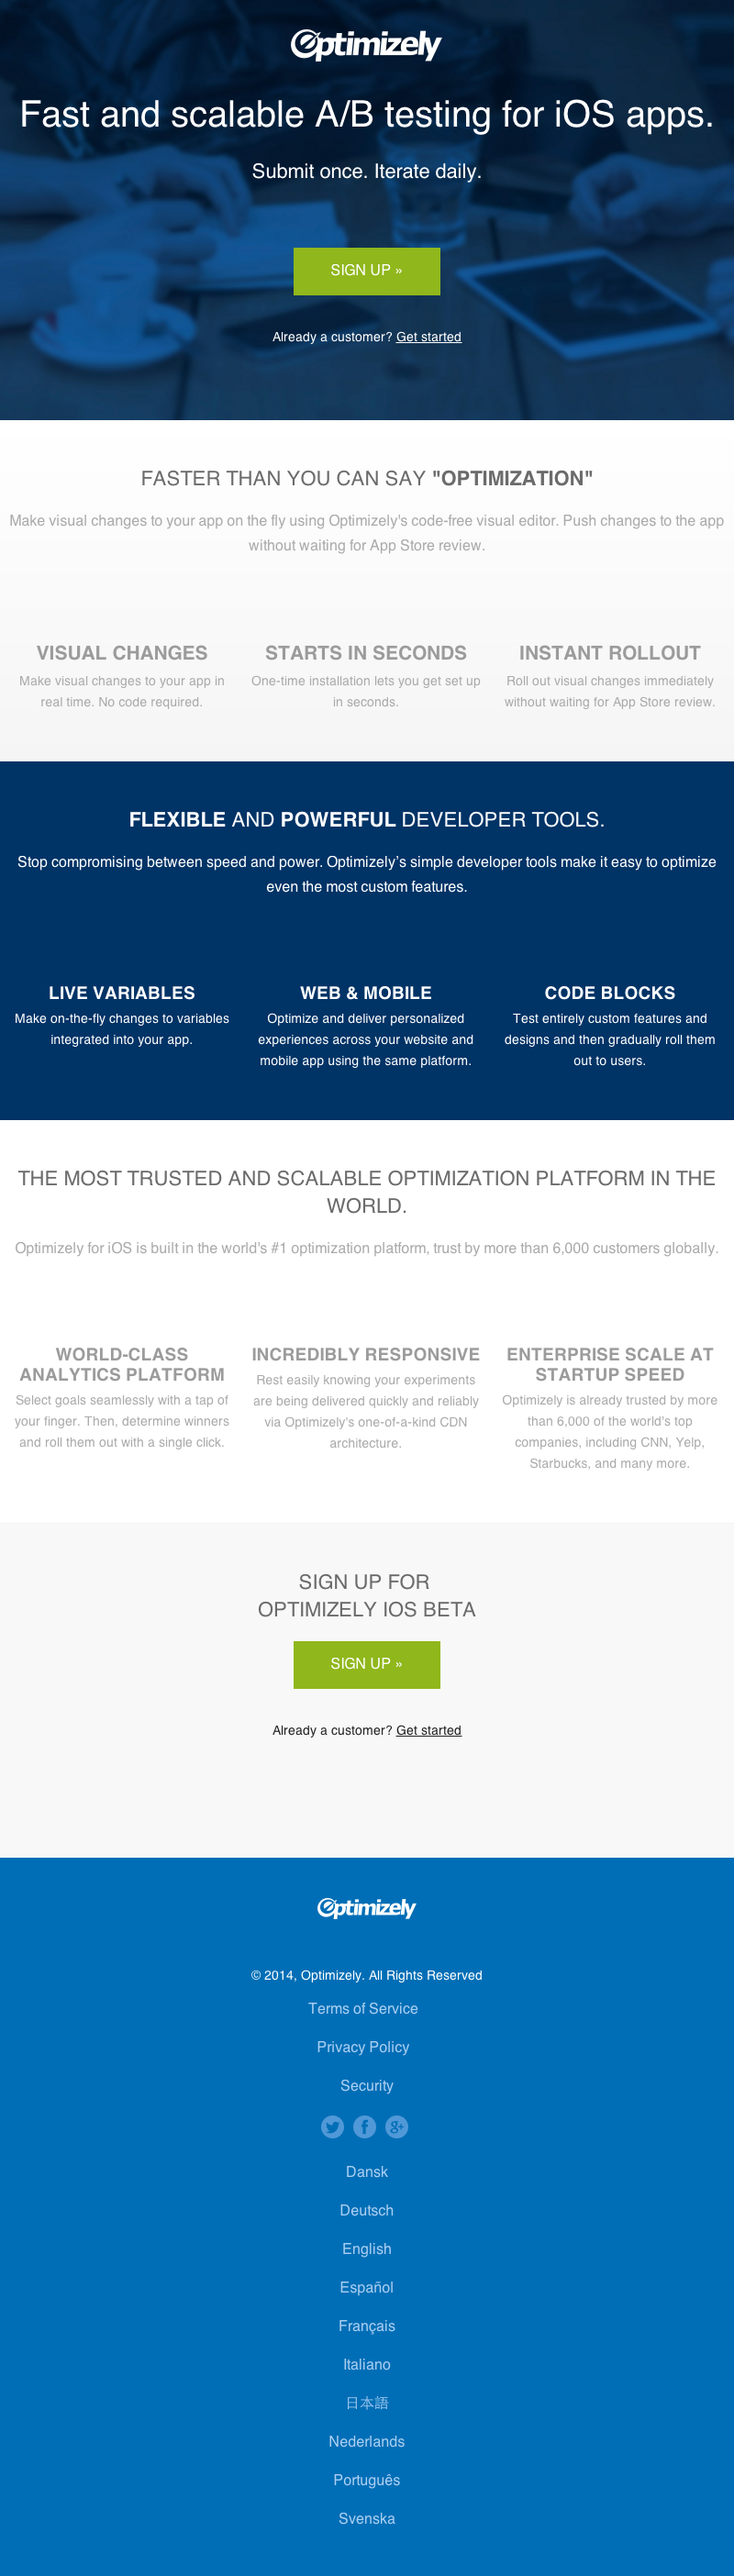 Optimizely
Fast and scalable A/B testing for iOS apps.
Submit once. Iterate daily.
SIGN UP »
Already a customer? Get started
FASTER THAN YOU CAN SAY "OPTIMIZATION"
Make visual changes to your app on the fly using Optimizely's code-free visual editor. Push changes to the app
without waiting for App Store review.
VISUAL CHANGES
Make visual changes to your app in
real time. No code required.
STARTS IN SECONDS
One-time installation lets you get set up
in seconds.
INSTANT ROLLOUT
Roll out visual changes immediately
without waiting for App Store review.
FLEXIBLE AND POWERFUL DEVELOPER TOOLS.
Stop compromising between speed and power. Optimizely’s simple developer tools make it easy to optimize
even the most custom features.
LIVE VARIABLES
Make on-the-fly changes to variables
integrated into your app.
WEB & MOBILE
Optimize and deliver personalized
experiences across your website and
mobile app using the same platform.
CODE BLOCKS
Test entirely custom features and
designs and then gradually roll them
out to users.
THE MOST TRUSTED AND SCALABLE OPTIMIZATION PLATFORM IN THE
WORLD.
Optimizely for iOS is built in the world's #1 optimization platform, trust by more than 6,000 customers globally.
WORLD-CLASS
ANALYTICS PLATFORM
Select goals seamlessly with a tap of
your finger. Then, determine winners
and roll them out with a single click.
INCREDIBLY RESPONSIVE
Rest easily knowing your experiments
are being delivered quickly and reliably
via Optimizely's one-of-a-kind CDN
architecture.
ENTERPRISE SCALE AT
STARTUP SPEED
Optimizely is already trusted by more
than 6,000 of the world's top
companies, including CNN, Yelp,
Starbucks, and many more.
SIGN UP FOR
OPTIMIZELY IOS BETA
SIGN UP »
Already a customer? Get started
Optimizely
© 2014, Optimizely. All Rights Reserved
Terms of Service
Privacy Policy
Security
Dansk
Deutsch
English
Español
Français
Italiano
日本語
Nederlands
Português
Svenska